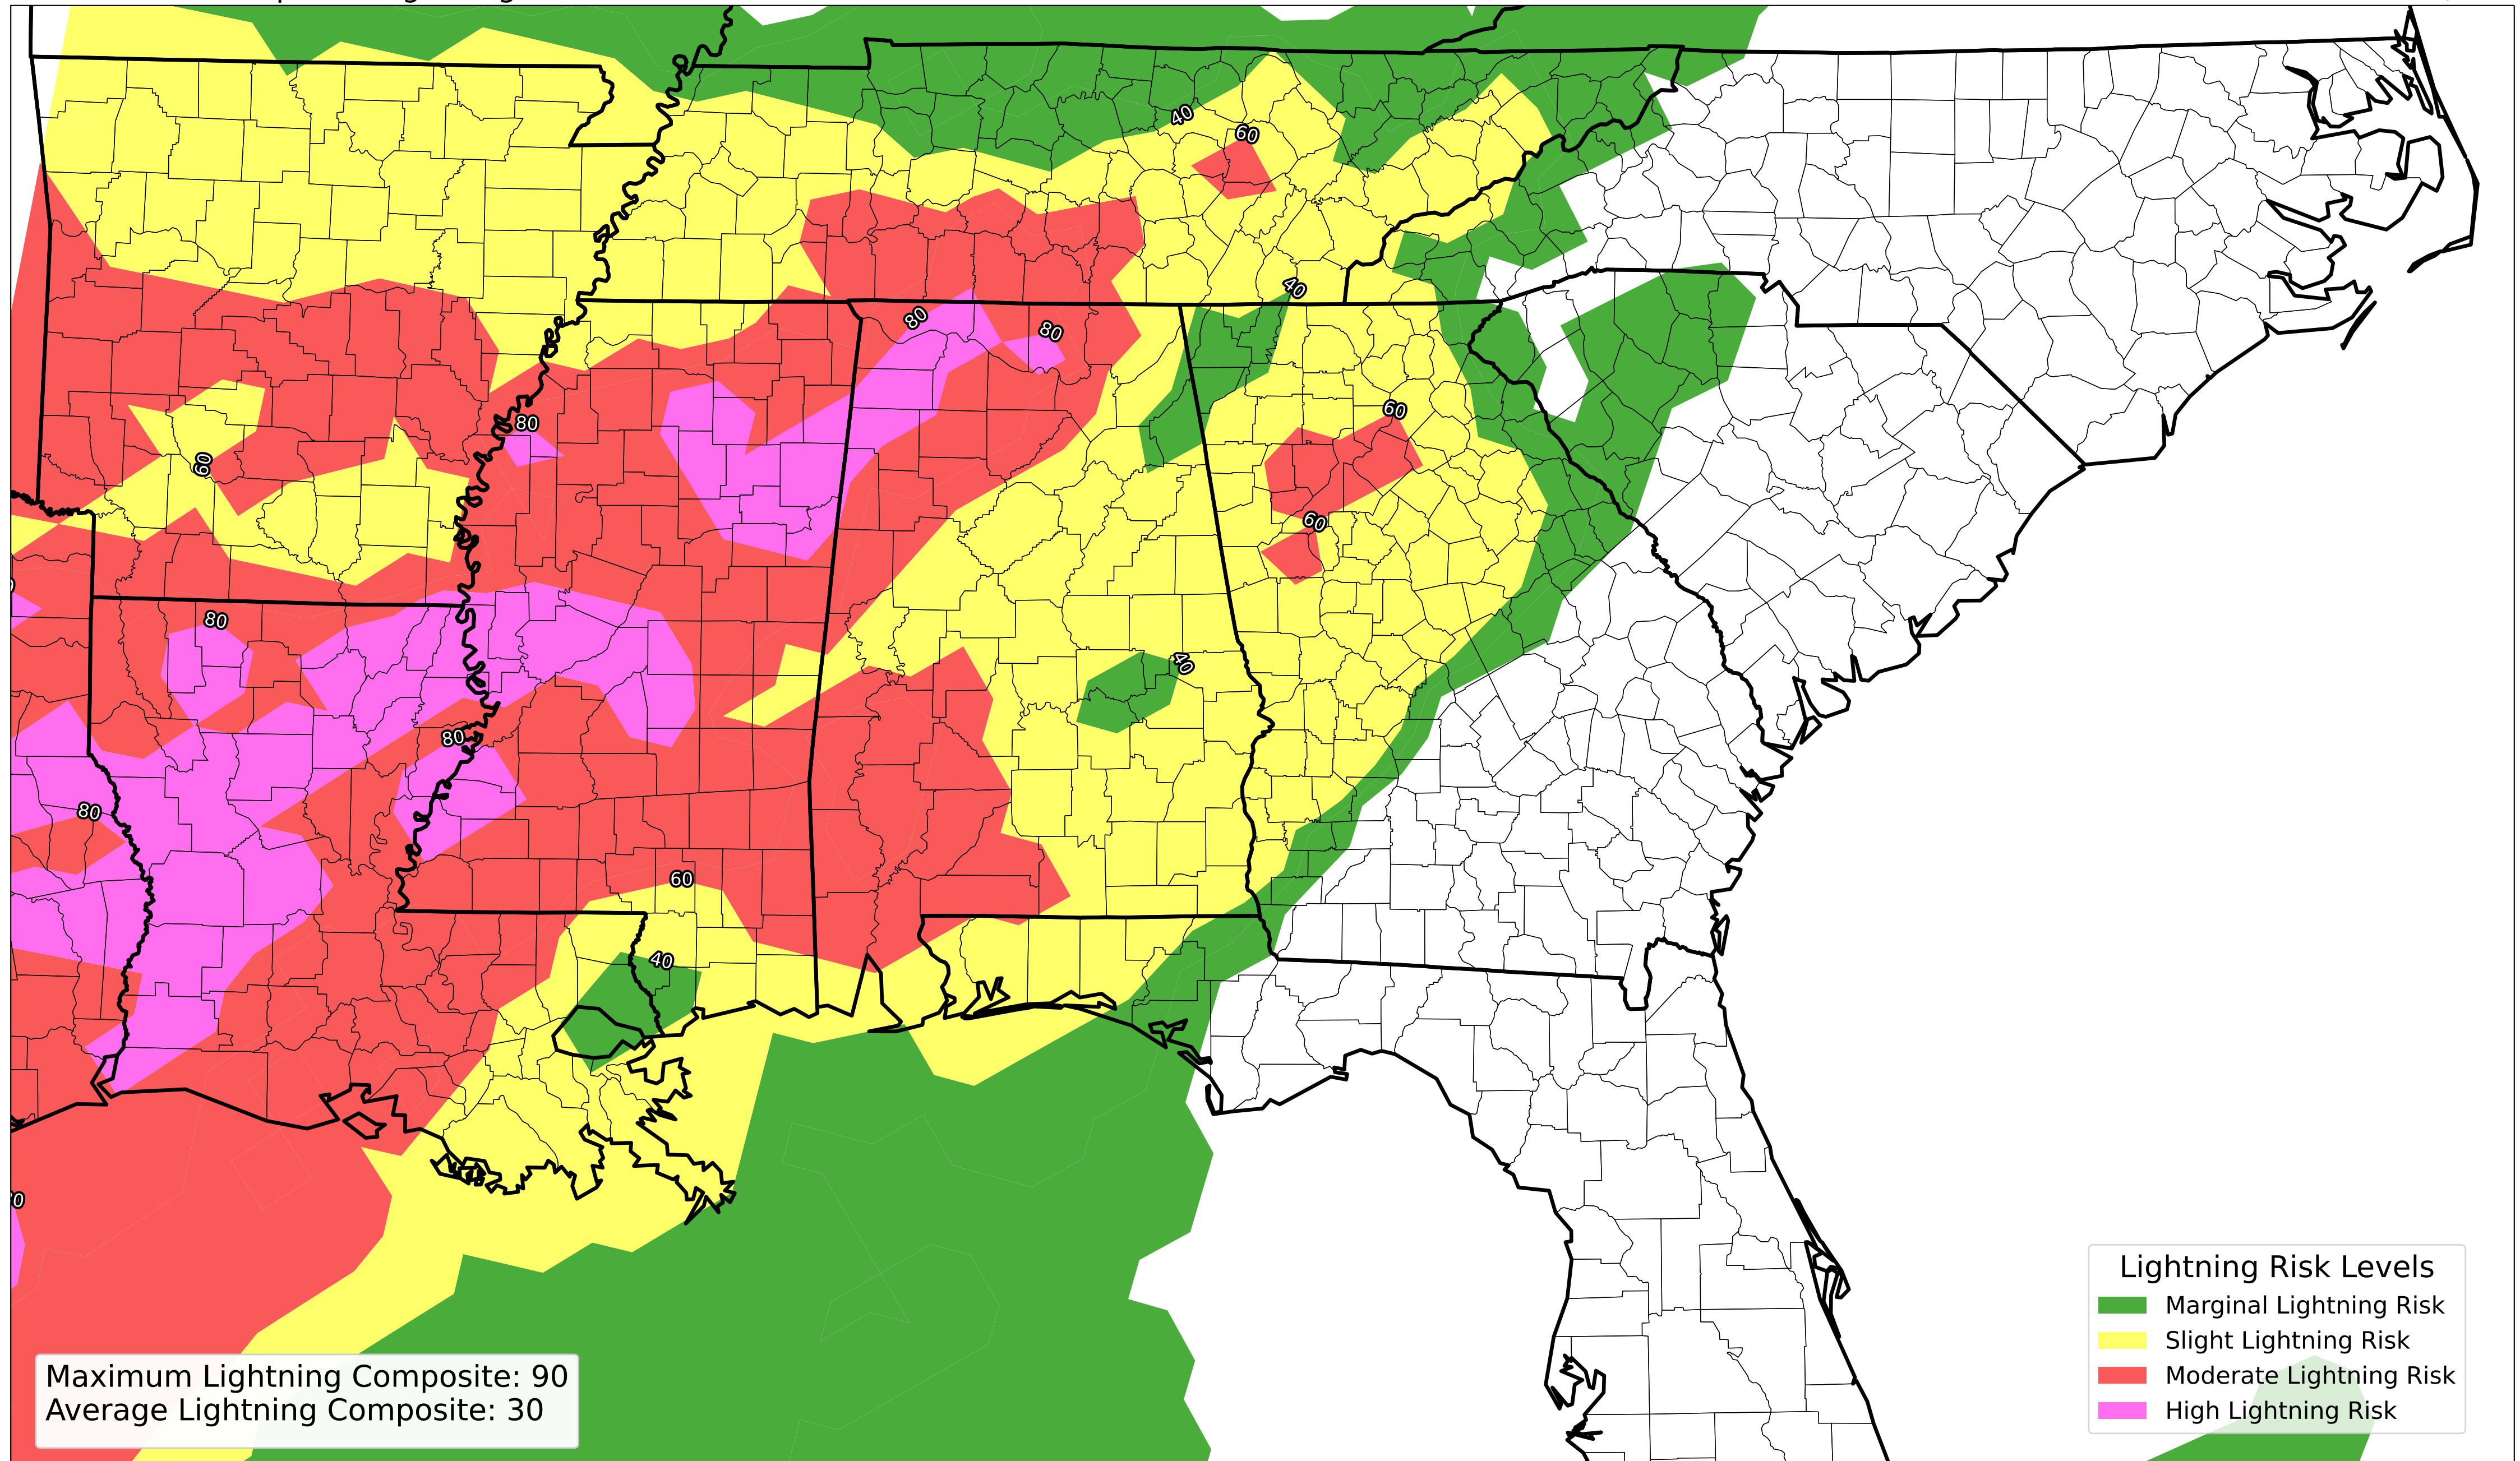 40
60
40
80
80
60
80
60
60
80
40
80
80
60
40
Lightning Risk Levels
Marginal Lightning Risk
Slight Lightning Risk
Moderate Lightning Risk
High Lightning Risk
Maximum Lightning Composite: 90
Average Lightning Composite: 30